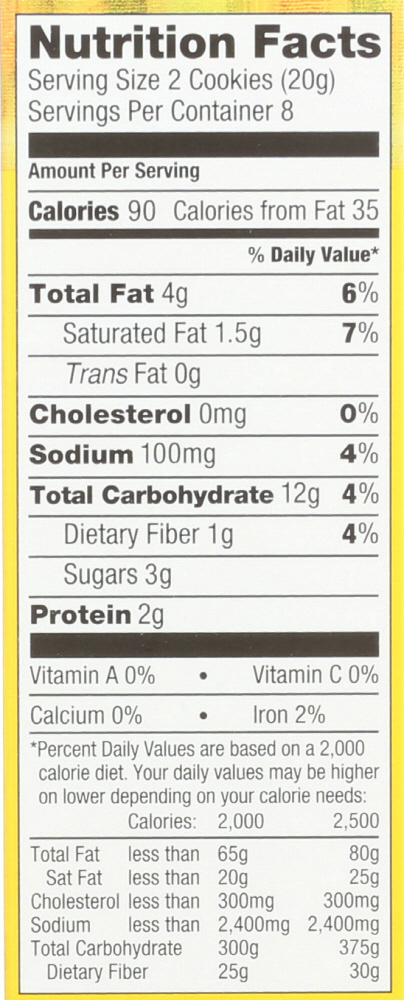 Nutrition Facts
Serving Size 2 Cookies (20g)
Servings Per Container 8
Amount Per Serving
Calories 90 Calories from Fat 35
% Daily Value*
Total Fat 4g 6%
Saturated Fat 1.5g 7%
Trans Fat 0g
Cholesterol 0mg 0%
Sodium 100mg 4%
Total Carbohydrate 12g 4%
Dietary Fiber 1g 4%
Sugars 3g
Protein 2g
Vitamin A 0% • Vitamin C 0%
Calcium 0% • Iron 2%
*Percent Daily Values are based on a 2,000
calorie diet. Your daily values may be higher
on lower depending on your calorie needs:
Calories: 2,000 2,500
Total Fat less than 65g 80g
Sat Fat less than 20g 25g
Cholesterol less than 300mg 300mg
Sodium less than 2,400mg 2,400mg
Total Carbohydrate 300g 375g
Dietary Fiber 25g 30g